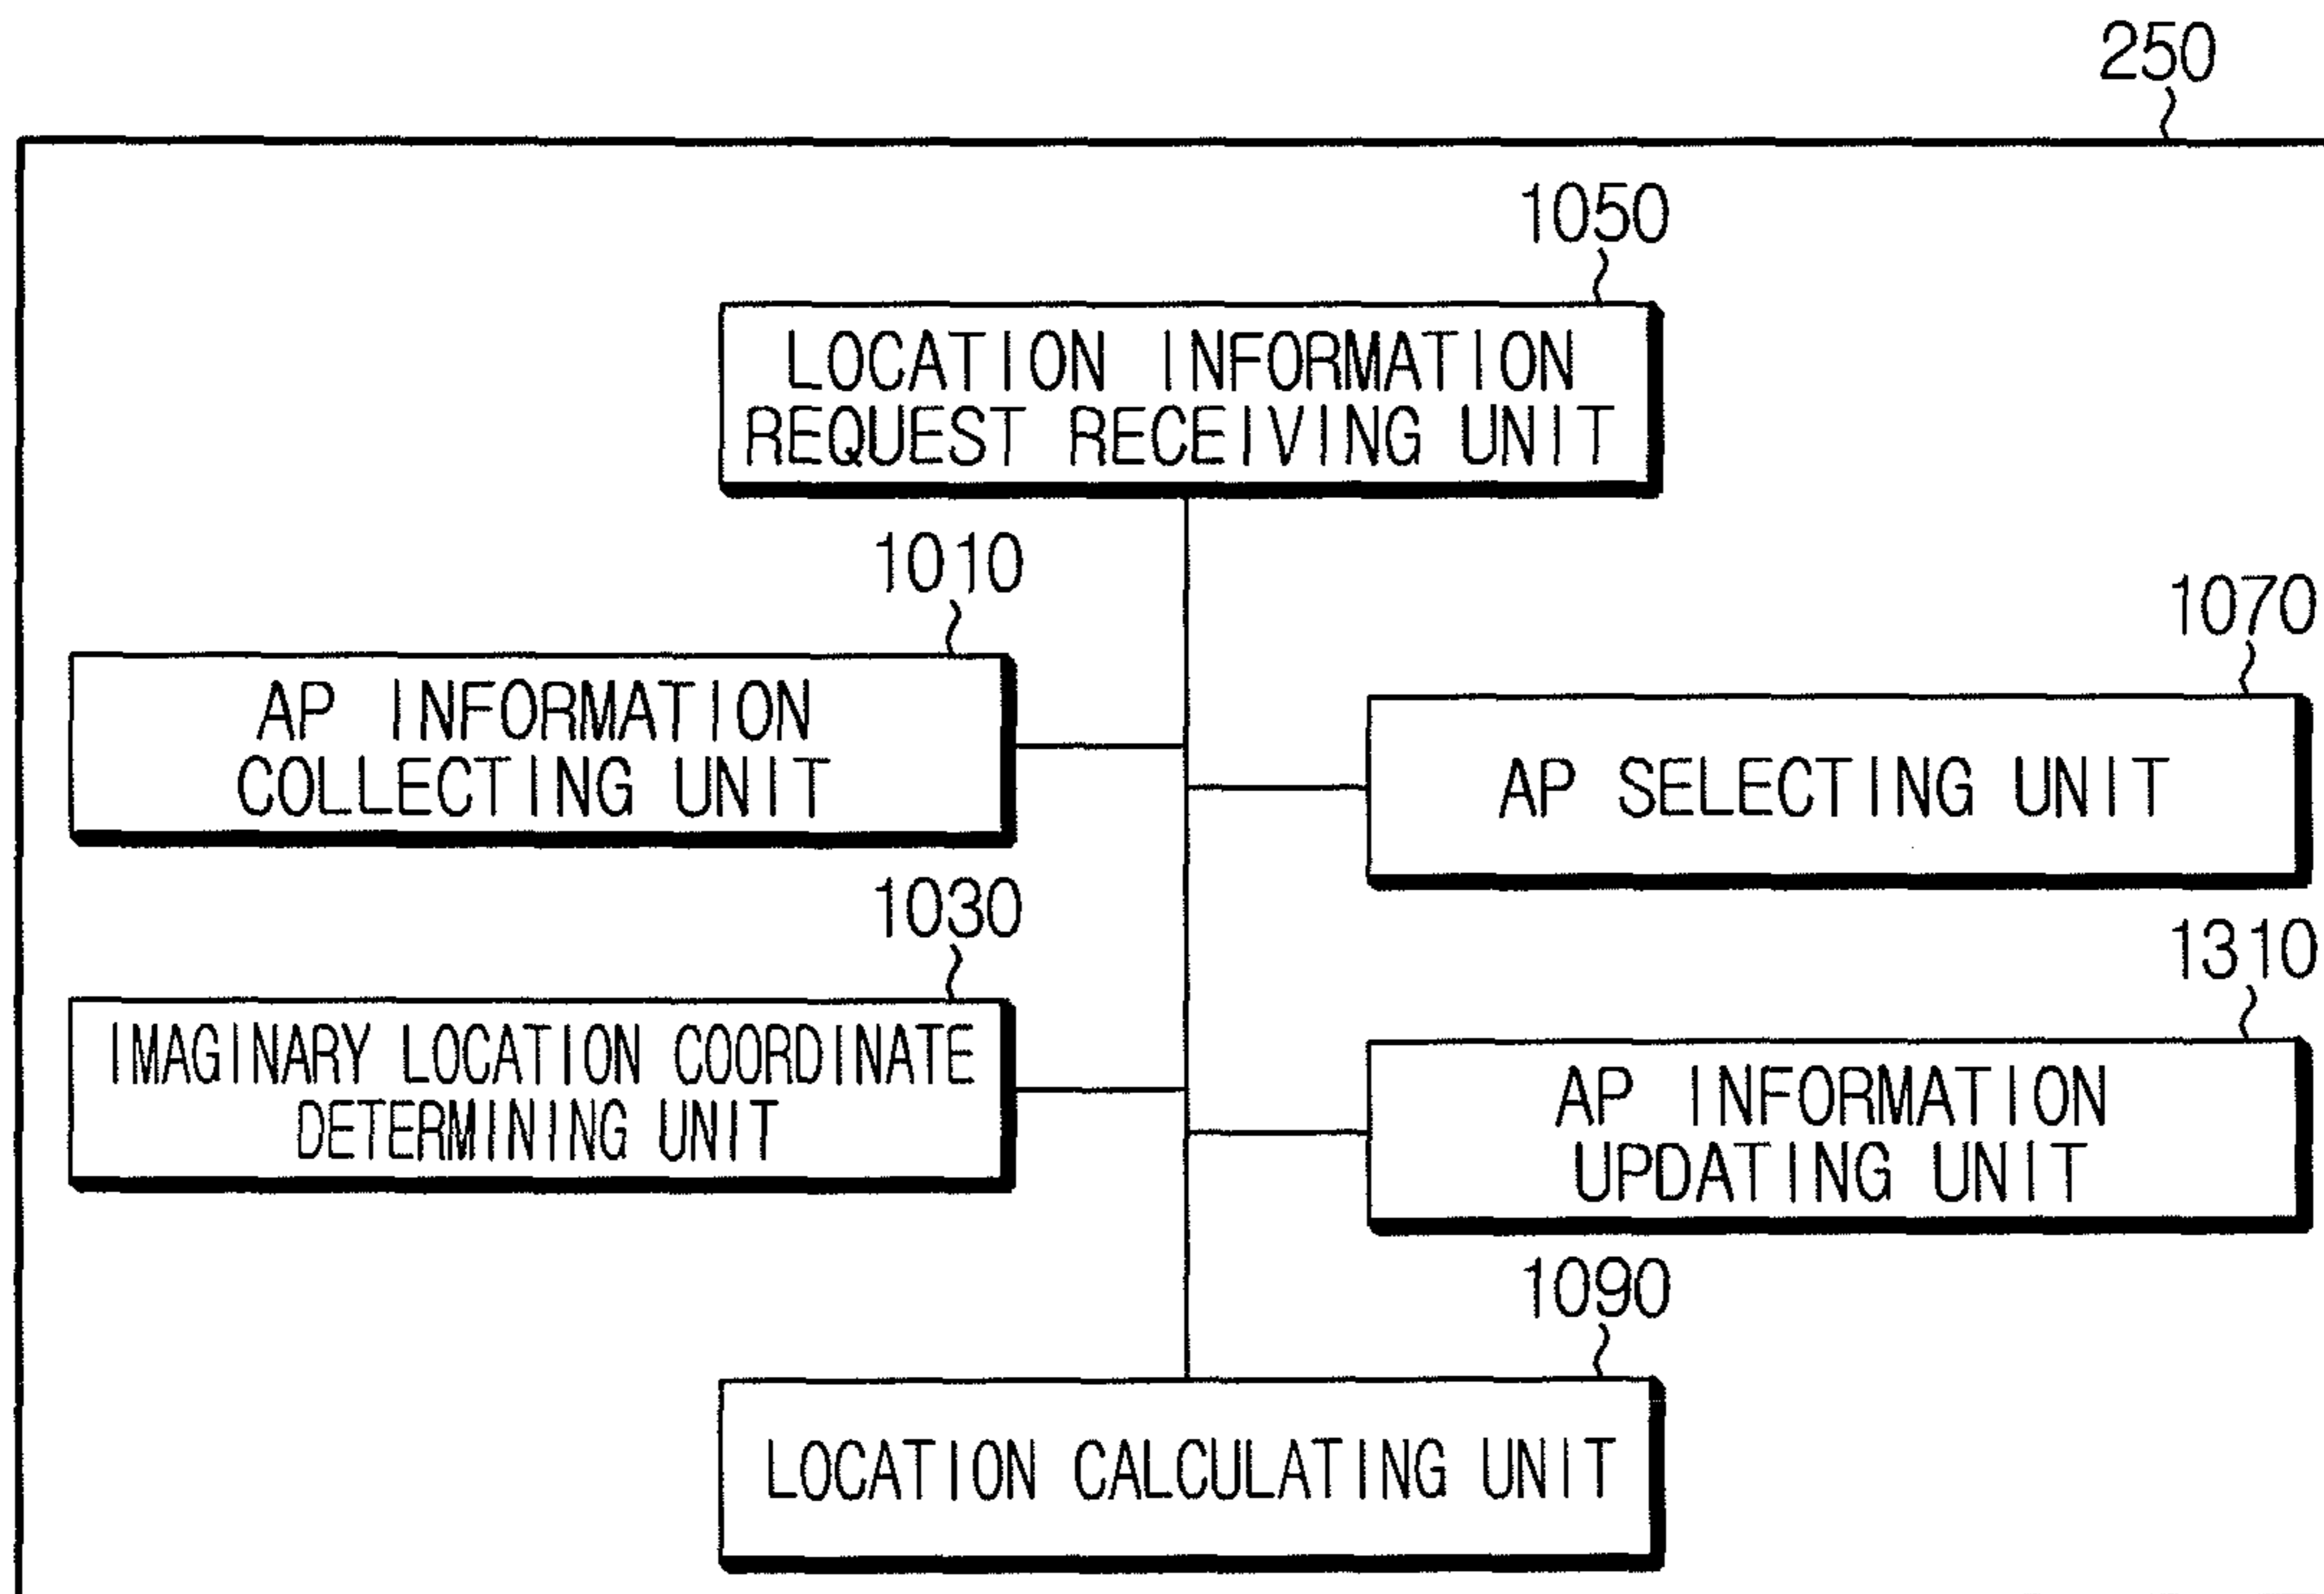 250
1050
LOCATION INFORMATION
REQUEST RECEIVING UNIT
1010
AP INFORMATION
COLLECTING UNIT
1070
AP SELECTING UNIT
1030
IMAGINARY LOCATION COORDINATE
DETERMINING UNIT
1310
AP INFORMATION
UPDATING UNIT
1090
LOCATION CALCULATING UNIT